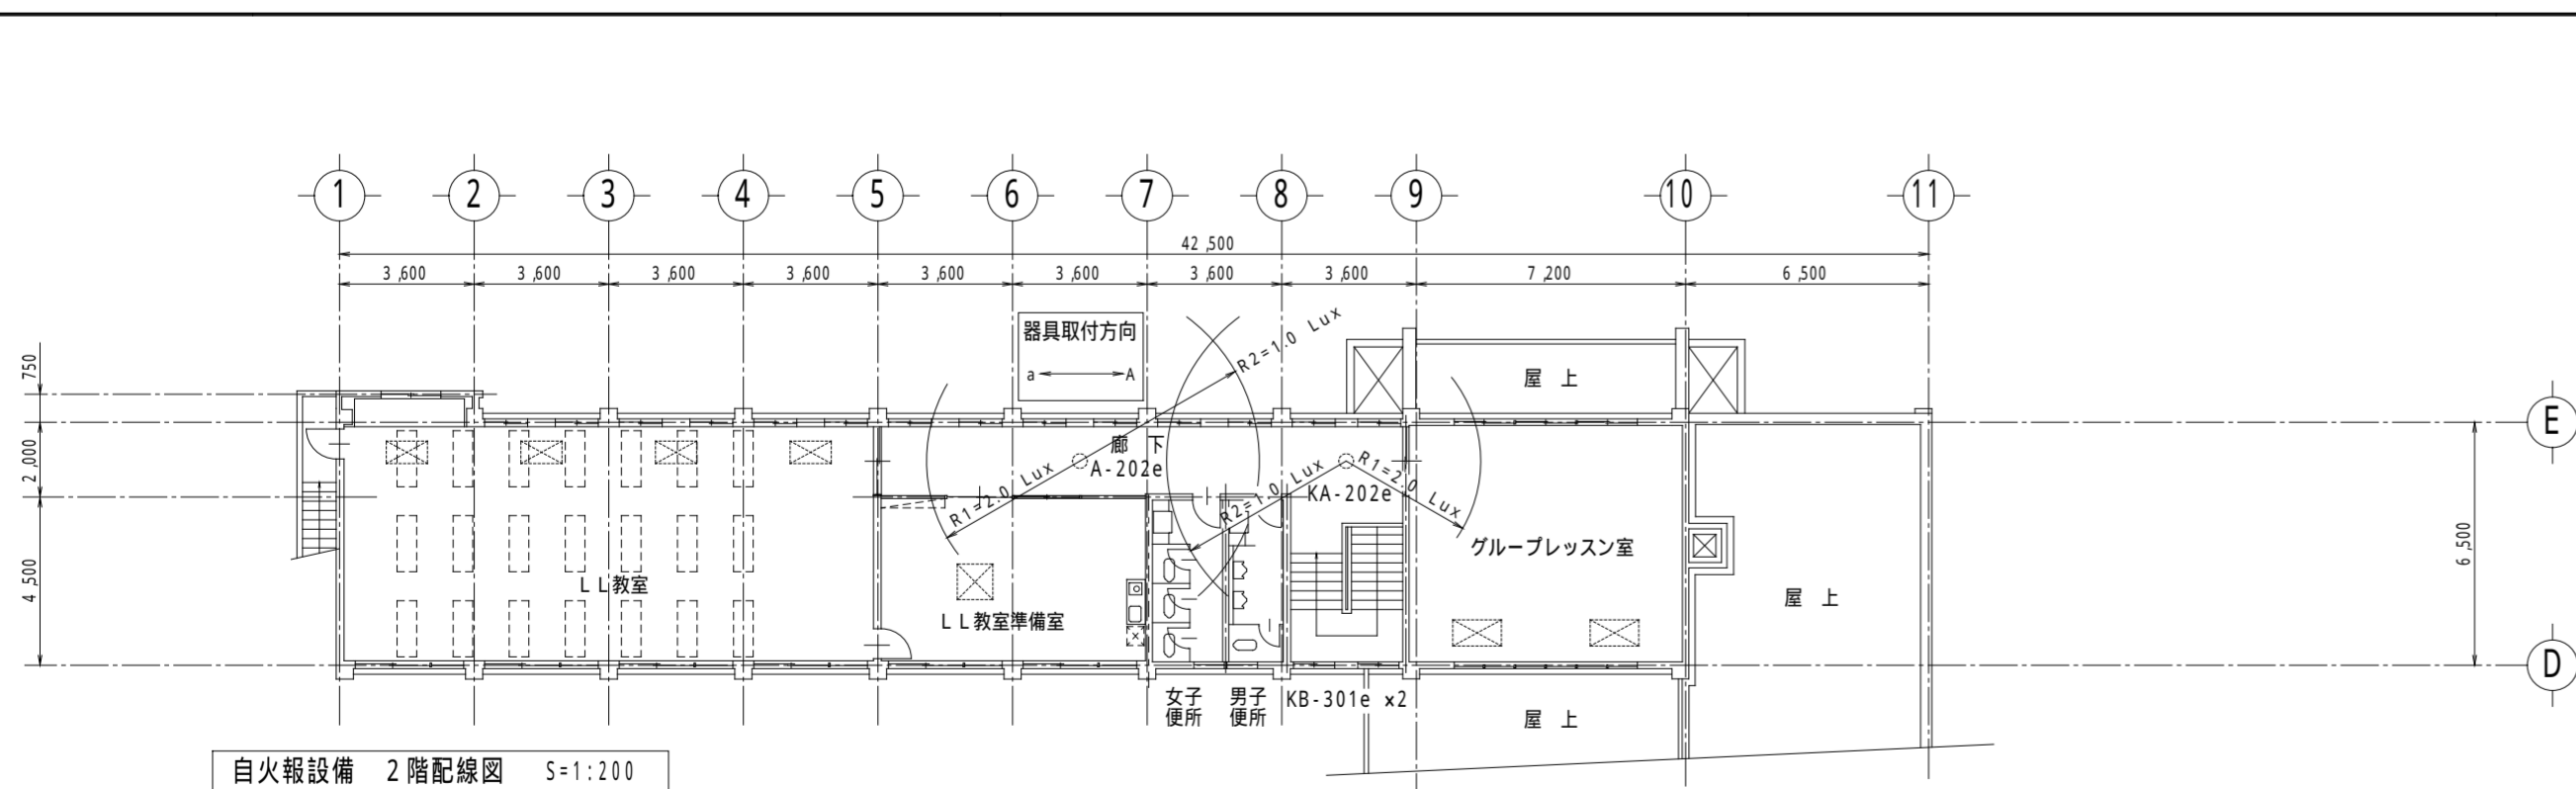 1 2 3 4 5 6 7 8 9 10 11
42,500
3,600 3,600 3,600 3,600 3,600 3,600 3,600 3,600 7,200 6,500
器具取付方向
a A
R2=1.0 Lux
750
屋 上
E
廊 下
A-202e
2,000
R1=2.0 Lux
R2=1.0 Lux
KA-202e
R1=2.0 Lux
6,500
グループレッスン室
4,500
LL教室
屋 上
LL教室準備室
D
女子
便所
男子
便所
KB-301e ×2
屋 上
自火報設備 2階配線図 S=1:200